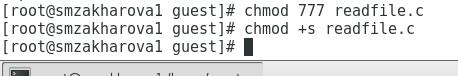 [root@smzakharova1 guest]# chmod 777 readfile.c
[root@smzakharova1 guest]# chmod +s readfile.c
[root@smzakharova1 guest]#